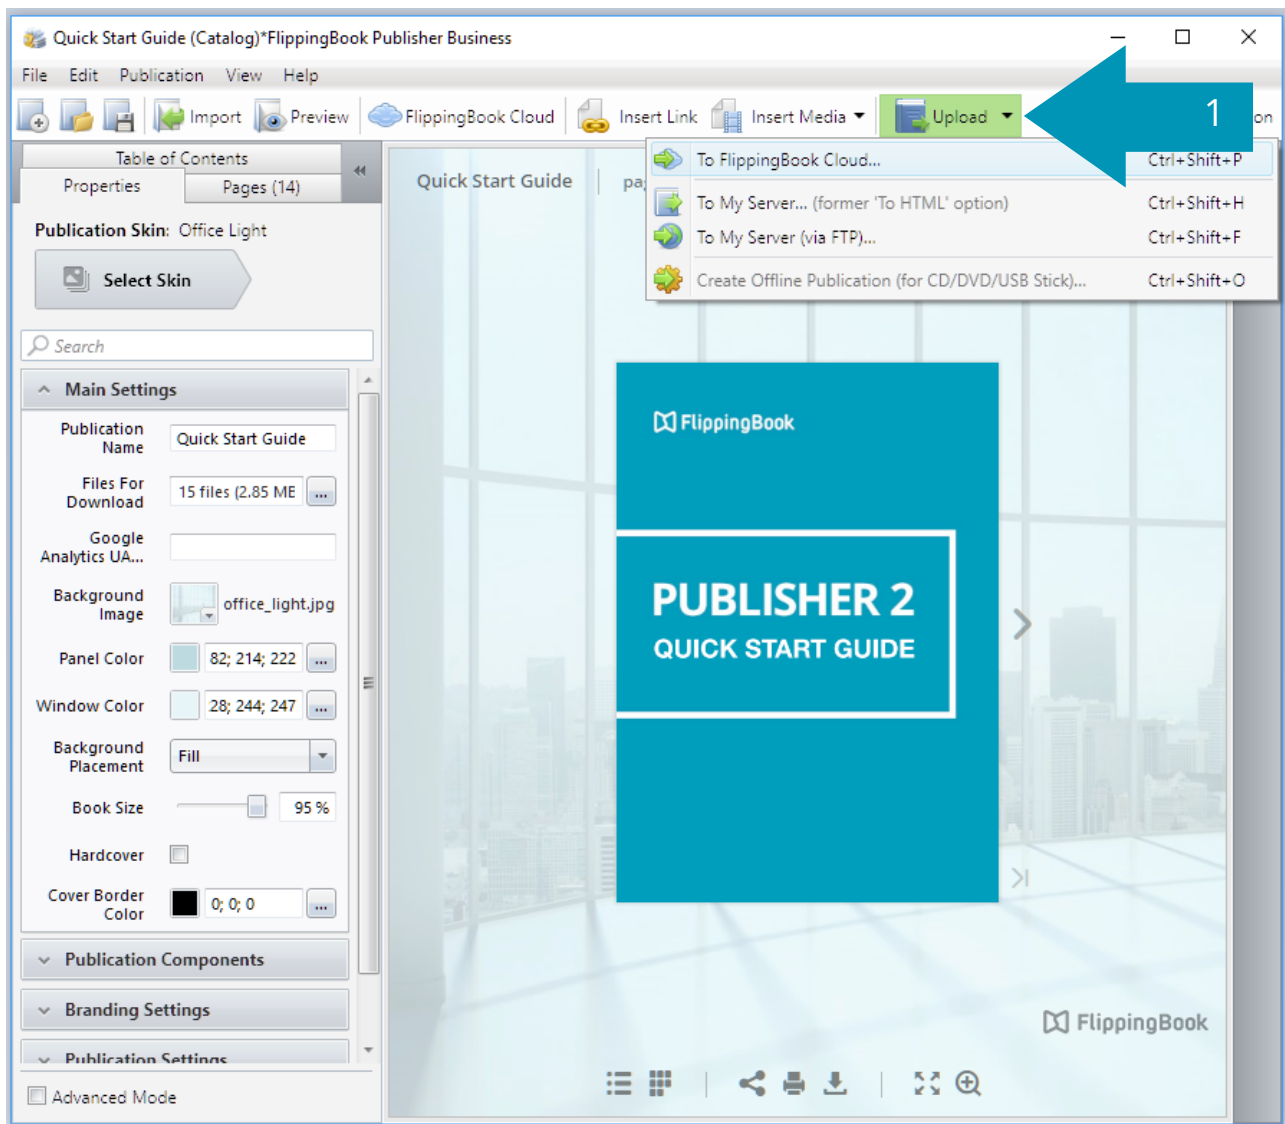 Quick Start Guide (Catalog)*FlippingBook Publisher Business
File Edit Publication View Help
Import Preview FlippingBook Cloud Insert Link Insert Media Upload 1 on
Table of Contents
Properties Pages (14)
Publication Skin: Office Light
Select Skin
Search
Main Settings
Publication
Name
Quick Start Guide
Files For
Download
15 files (2.85 ME ...
Google
Analytics UA...
Background
Image
office_light.jpg
Panel Color 82; 214; 222 ...
Window Color 28; 244; 247 ...
Background
Placement
Fill
Book Size 95 %
Hardcover
Cover Border
Color
0; 0; 0 ...
Publication Components
Branding Settings
Publication Settings
Advanced Mode
Quick Start Guide pa
To FlippingBook Cloud... Ctrl+Shift+P
To My Server... (former 'To HTML' option) Ctrl+Shift+H
To My Server (via FTP)... Ctrl+Shift+F
Create Offline Publication (for CD/DVD/USB Stick)... Ctrl+Shift+O
FlippingBook
PUBLISHER 2
QUICK START GUIDE
FlippingBook